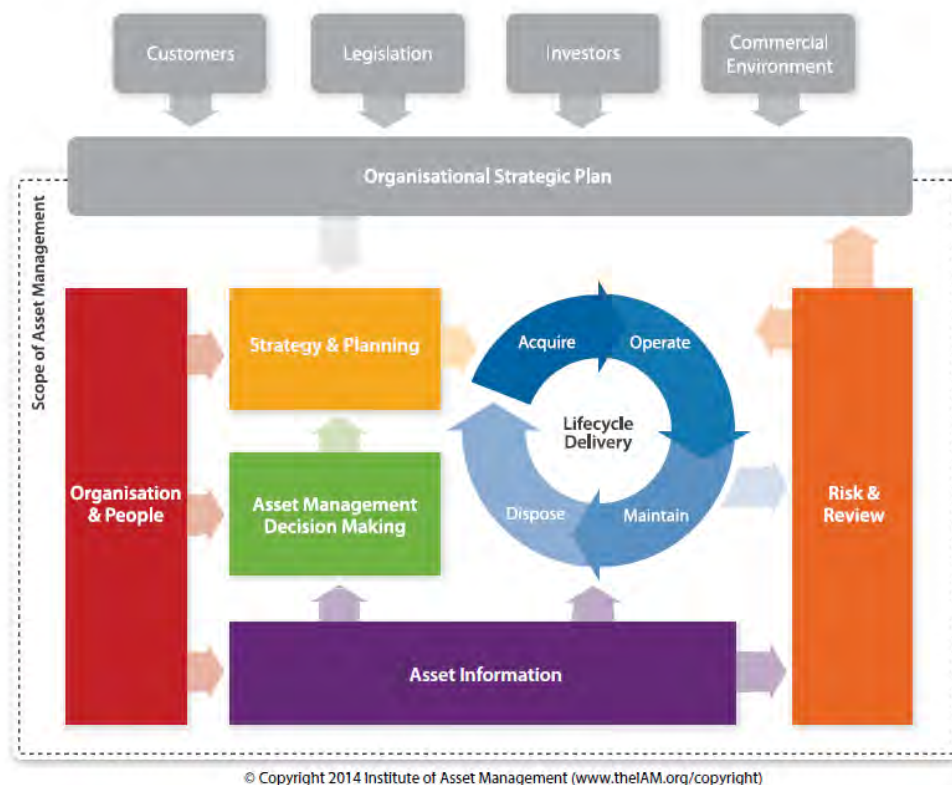 Customers
Legislation
Investors
Commercial
Environment
Organisational Strategic Plan
Scope of Asset Management
Organisation
& People
Strategy & Planning
Asset Management
Decision Making
Acquire
Operate
Lifecycle
Delivery
Dispose
Maintain
Risk &
Review
Asset Information
© Copyright 2014 Institute of Asset Management (www.theIAM.org/copyright)